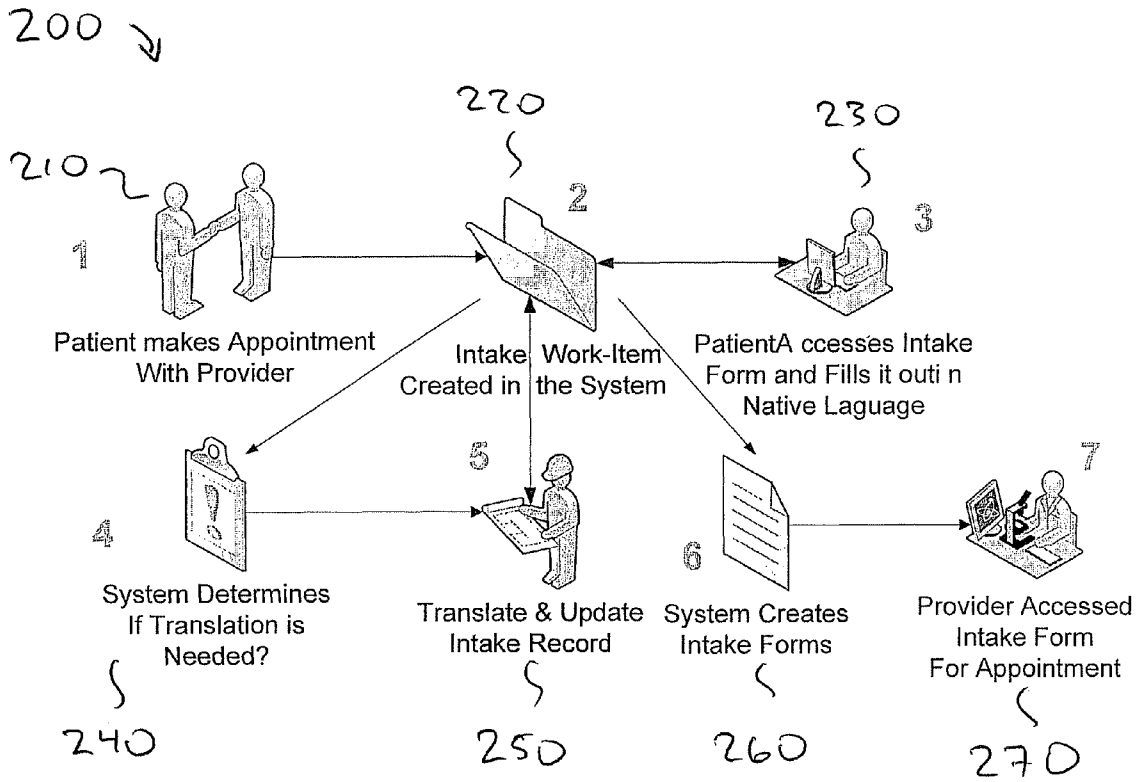 200
220
230
210
1
2
3
Patient makes Appointment
With Provider
Intake Work-Item
Created in the System
PatientA ccesses Intake
Form and Fills it outi n
Native Laguage
4
5
6
7
System Determines
If Translation is
Needed?
Translate & Update
Intake Record
System Creates
Intake Forms
Provider Accessed
Intake Form
For Appointment
240
250
260
270